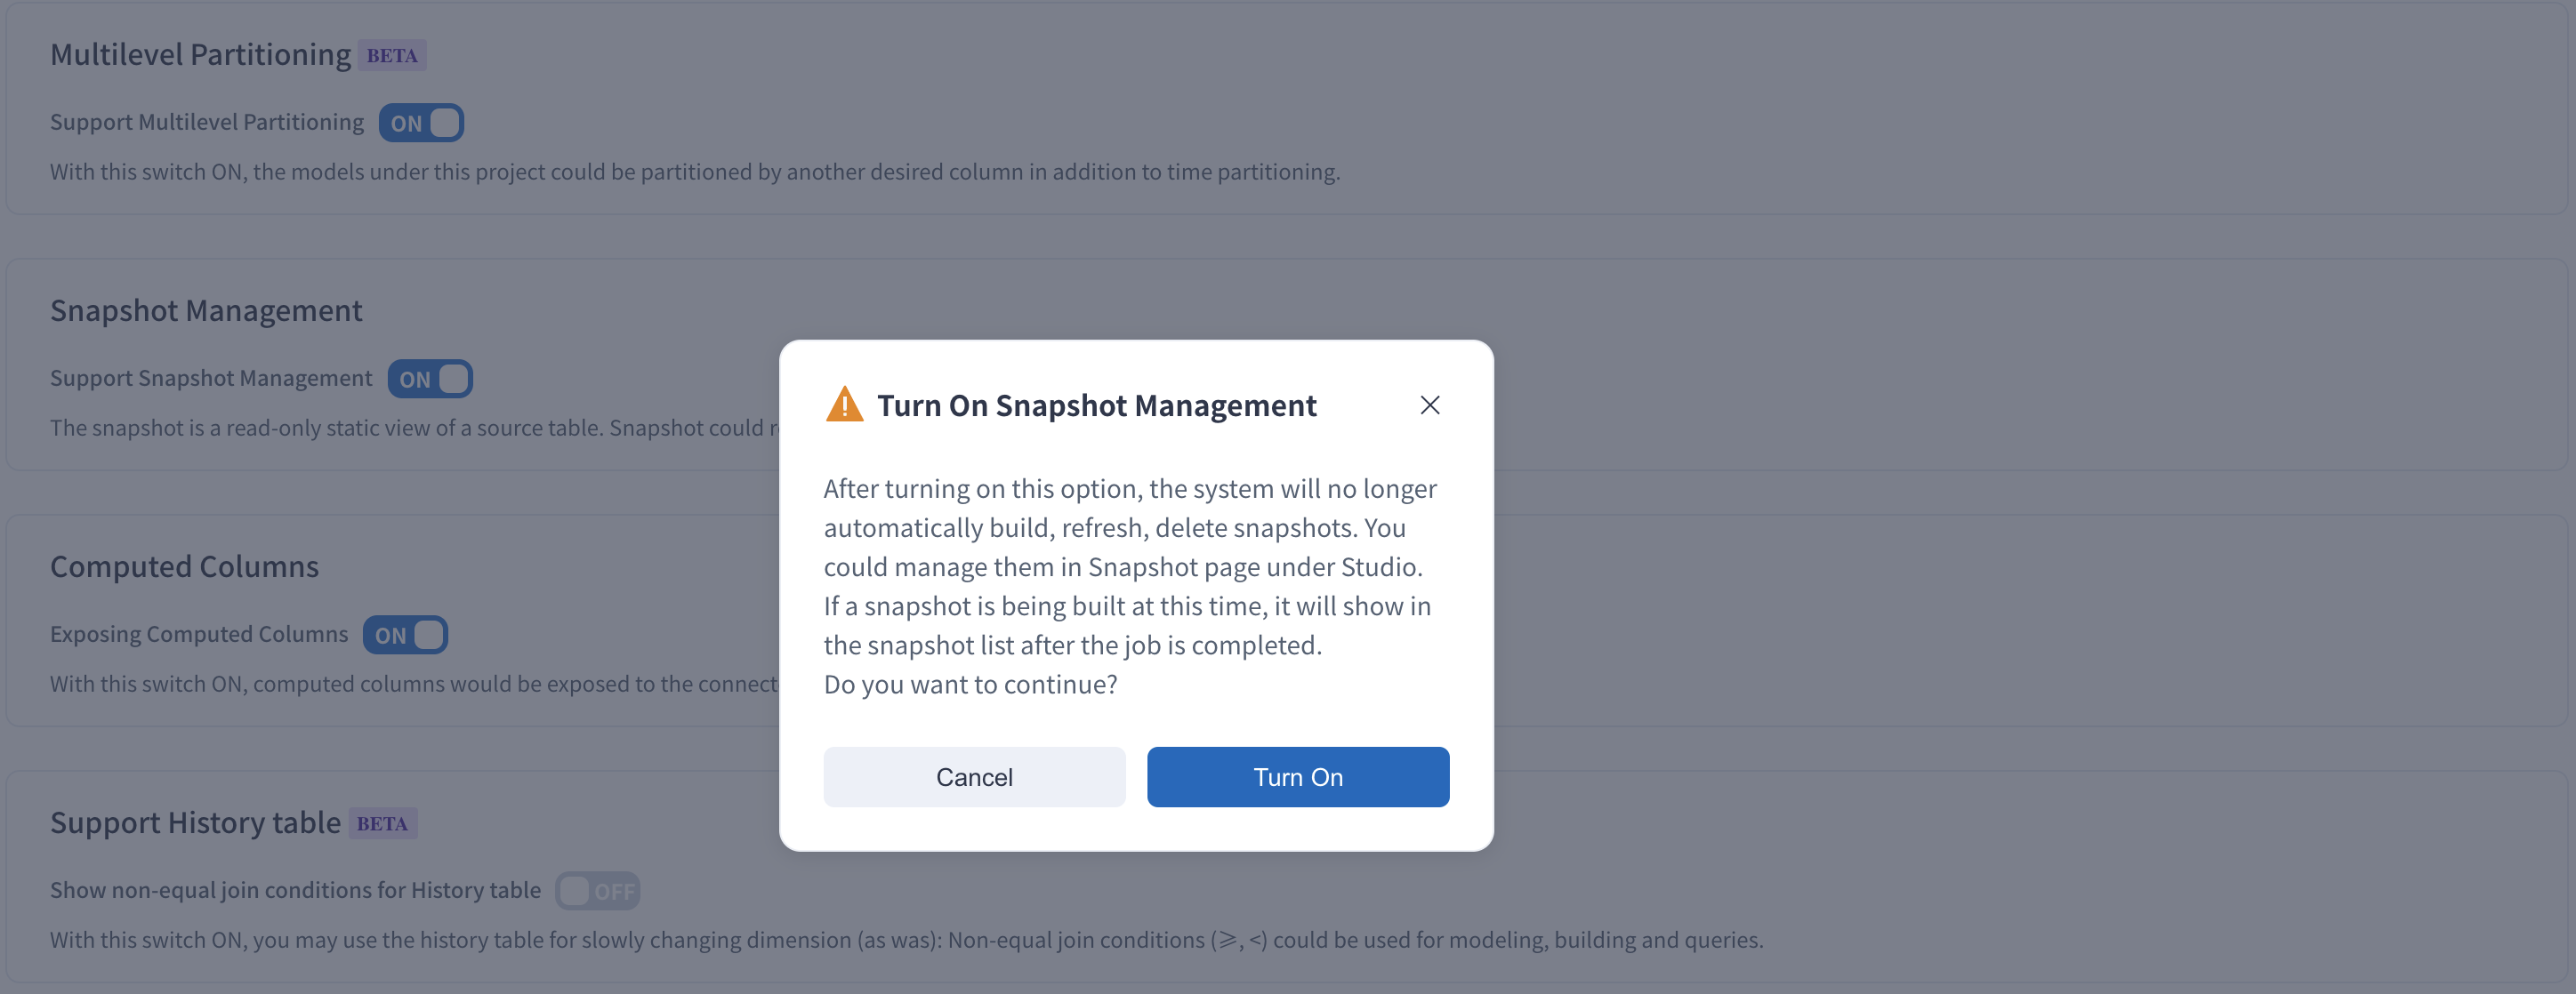 Multilevel Partitioning BETA
Support Multilevel Partitioning ON
With this switch ON, the models under this project could be partitioned by another desired column in addition to time partitioning.
Snapshot Management
Support Snapshot Management ON
The snapshot is a read-only static view of a source table. Snapshot could
Turn On Snapshot Management
After turning on this option, the system will no longer
automatically build, refresh, delete snapshots. You
could manage them in Snapshot page under Studio.
If a snapshot is being built at this time, it will show in
the snapshot list after the job is completed.
Do you want to continue?
Cancel
Turn On
Computed Columns
Exposing Computed Columns ON
With this switch ON, computed columns would be exposed to the connect
Support History table BETA
Show non-equal join conditions for History table OFF
With this switch ON, you may use the history table for slowly changing dimension (as was): Non-equal join conditions (≥, <) could be used for modeling, building and queries.